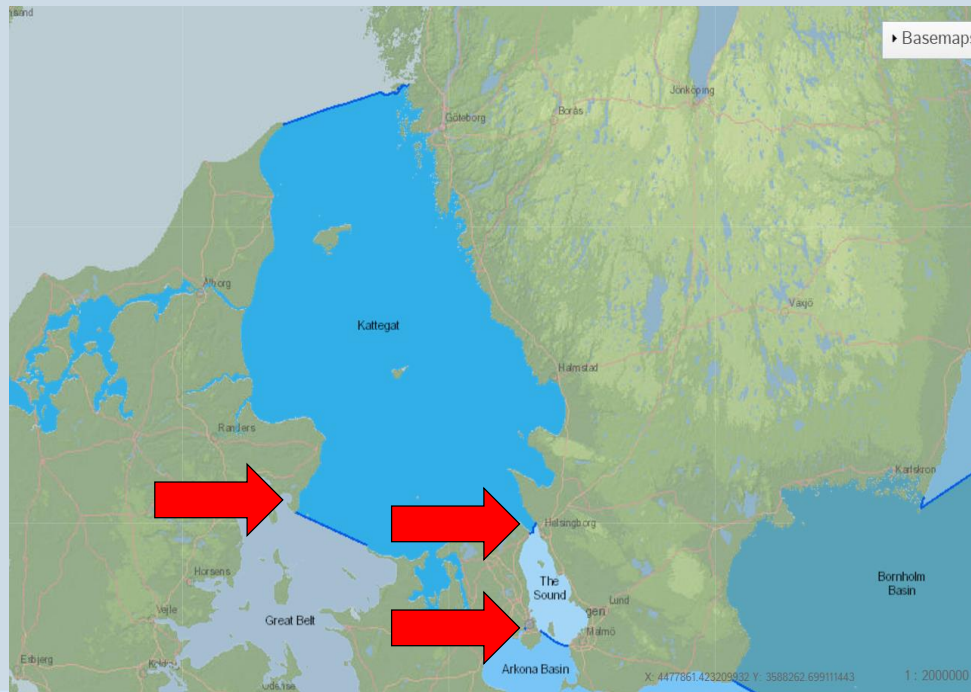 Basemaps
Jönköping
Borås
Göteborg
Ålborg
Växjö
Kattegat
Halmstad
Randers
Karlskron
Helsingborg
Horsens
The
Sound
Bornholm
Basin
Lund
Vejle
Great Belt
Malmö
Esbjerg
Arkona Basin
X: 4477861.423209932 Y: 3588262.699111443
1 : 2000000